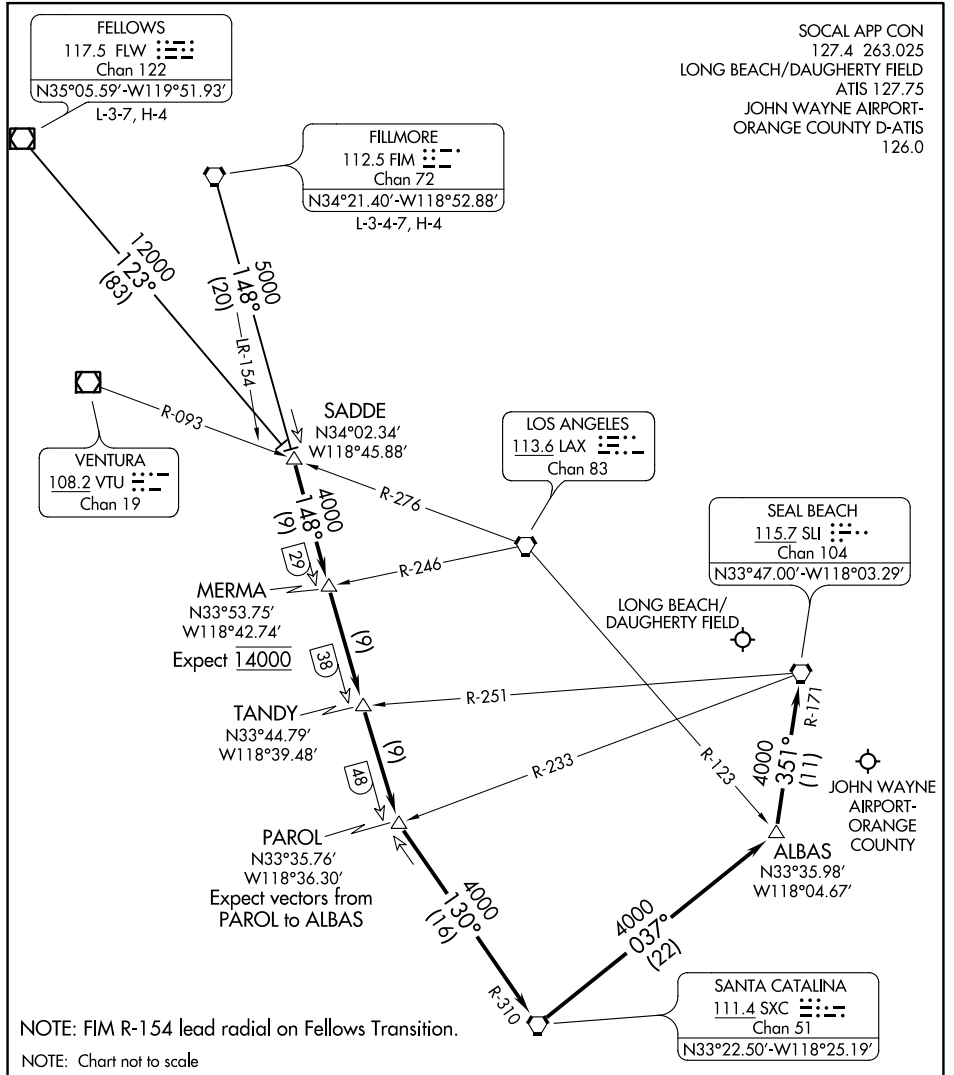 FELLOWS
117.5 FLW
Chan 122
N35°05.59’-W119°51.93’
L-3-7, H-4
SOCAL APP CON
127.4 263.025
LONG BEACH/DAUGHERTY FIELD
ATIS 127.75
JOHN WAYNE AIRPORT-
ORANGE COUNTY D-ATIS
126.0
FILLMORE
112.5 FIM
Chan 72
N34°21.40’-W118°52.88’
L-3-4-7, H-4
12000
123°
(83)
5000
148°
(20)
LR-154
R-093
VENTURA
108.2 VTU
Chan 19
SADDE
N34°02.34’
W118°45.88’
LOS ANGELES
113.6 LAX
Chan 83
R-276
4000
148°
(9)
29
R-246
MERMA
N33°53.75’
W118°42.74’
Expect 14000
SEAL BEACH
115.7 SLI
Chan 104
N33°47.00’-W118°03.29’
LONG BEACH/
DAUGHERTY FIELD
(9)
38
R-251
TANDY
N33°44.79’
W118°39.48’
R-171
(9)
48
R-233
R-123
4000
351°
(11)
JOHN WAYNE
AIRPORT-
ORANGE
COUNTY
PAROL
N33°35.76’
W118°36.30’
Expect vectors from
PAROL to ALBAS
ALBAS
N33°35.98’
W118°04.67’
4000
130°
(16)
4000
037°
(22)
R-310
SANTA CATALINA
111.4 SXC
Chan 51
N33°22.50’-W118°25.19’
NOTE: FIM R-154 lead radial on Fellows Transition.
NOTE: Chart not to scale